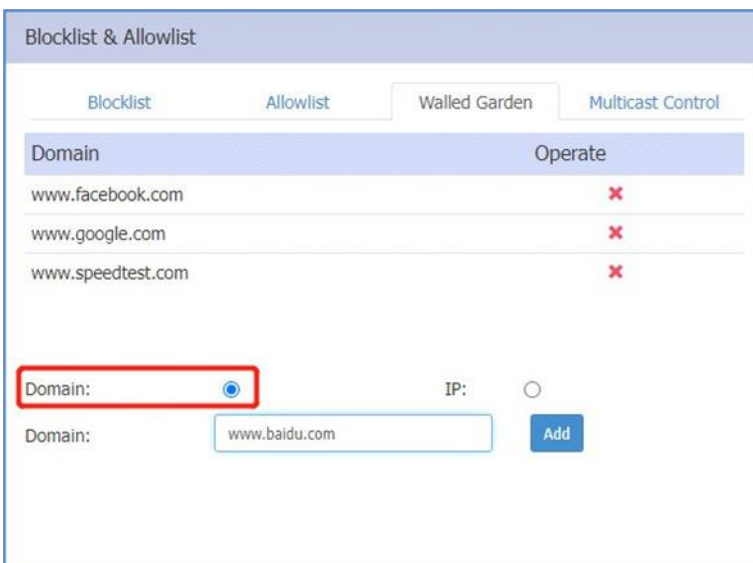 Blocklist & Allowlist
Blocklist Allowlist Walled Garden Multicast Control
Domain Operate
www.facebook.com
www.google.com
www.speedtest.com
Domain: IP:
Domain: www.baidu.com Add